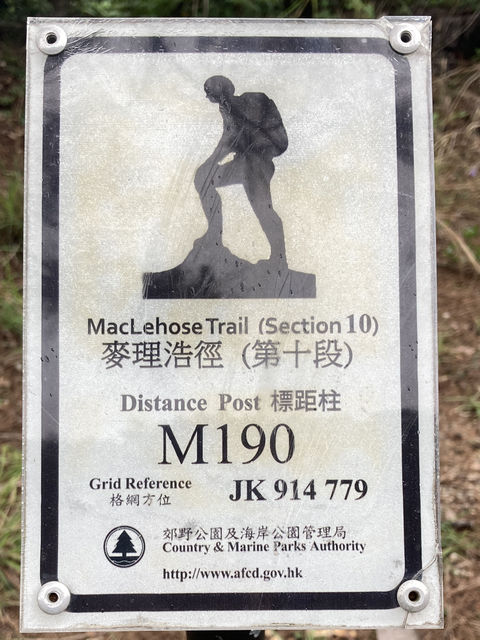 MacLehose Trail (Section 10)
麥理浩徑 (第十段)
Distance Post 標距柱
M190
Grid Reference
格網方位
JK 914 779
郊野公園及海岸公園管理局
Country & Marine Parks Authority
http://www.afcd.gov.hk